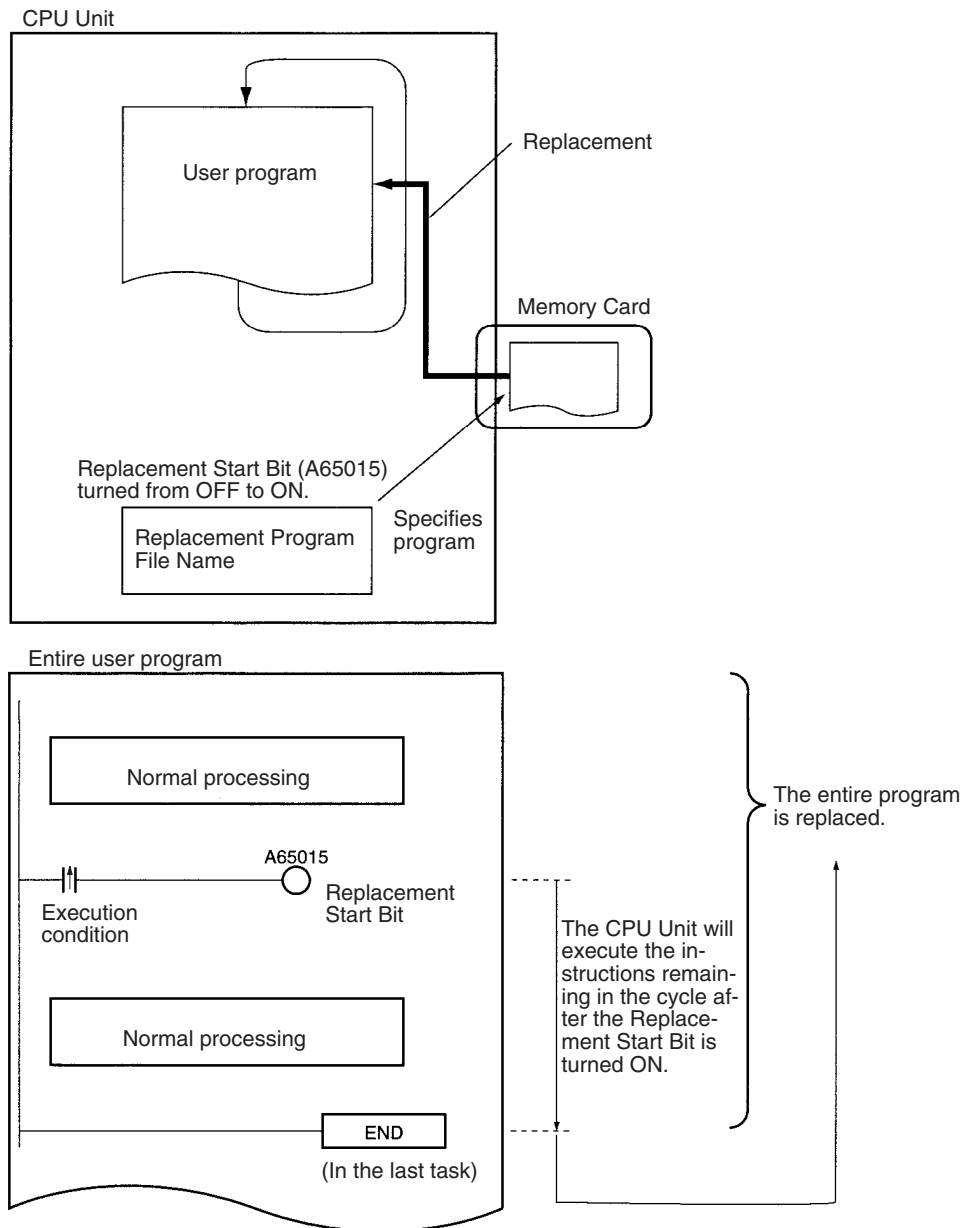 CPU Unit
User program
Replacement
Memory Card
Replacement Start Bit (A65015)
turned from OFF to ON.
Replacement Program
File Name
Specifies
program
Entire user program
Normal processing
The entire program
is replaced.
A65015
Replacement
Start Bit
Execution
condition
The CPU Unit will
execute the in-
structions remain-
ing in the cycle af-
ter the Replace-
ment Start Bit is
turned ON.
Normal processing
END
(In the last task)